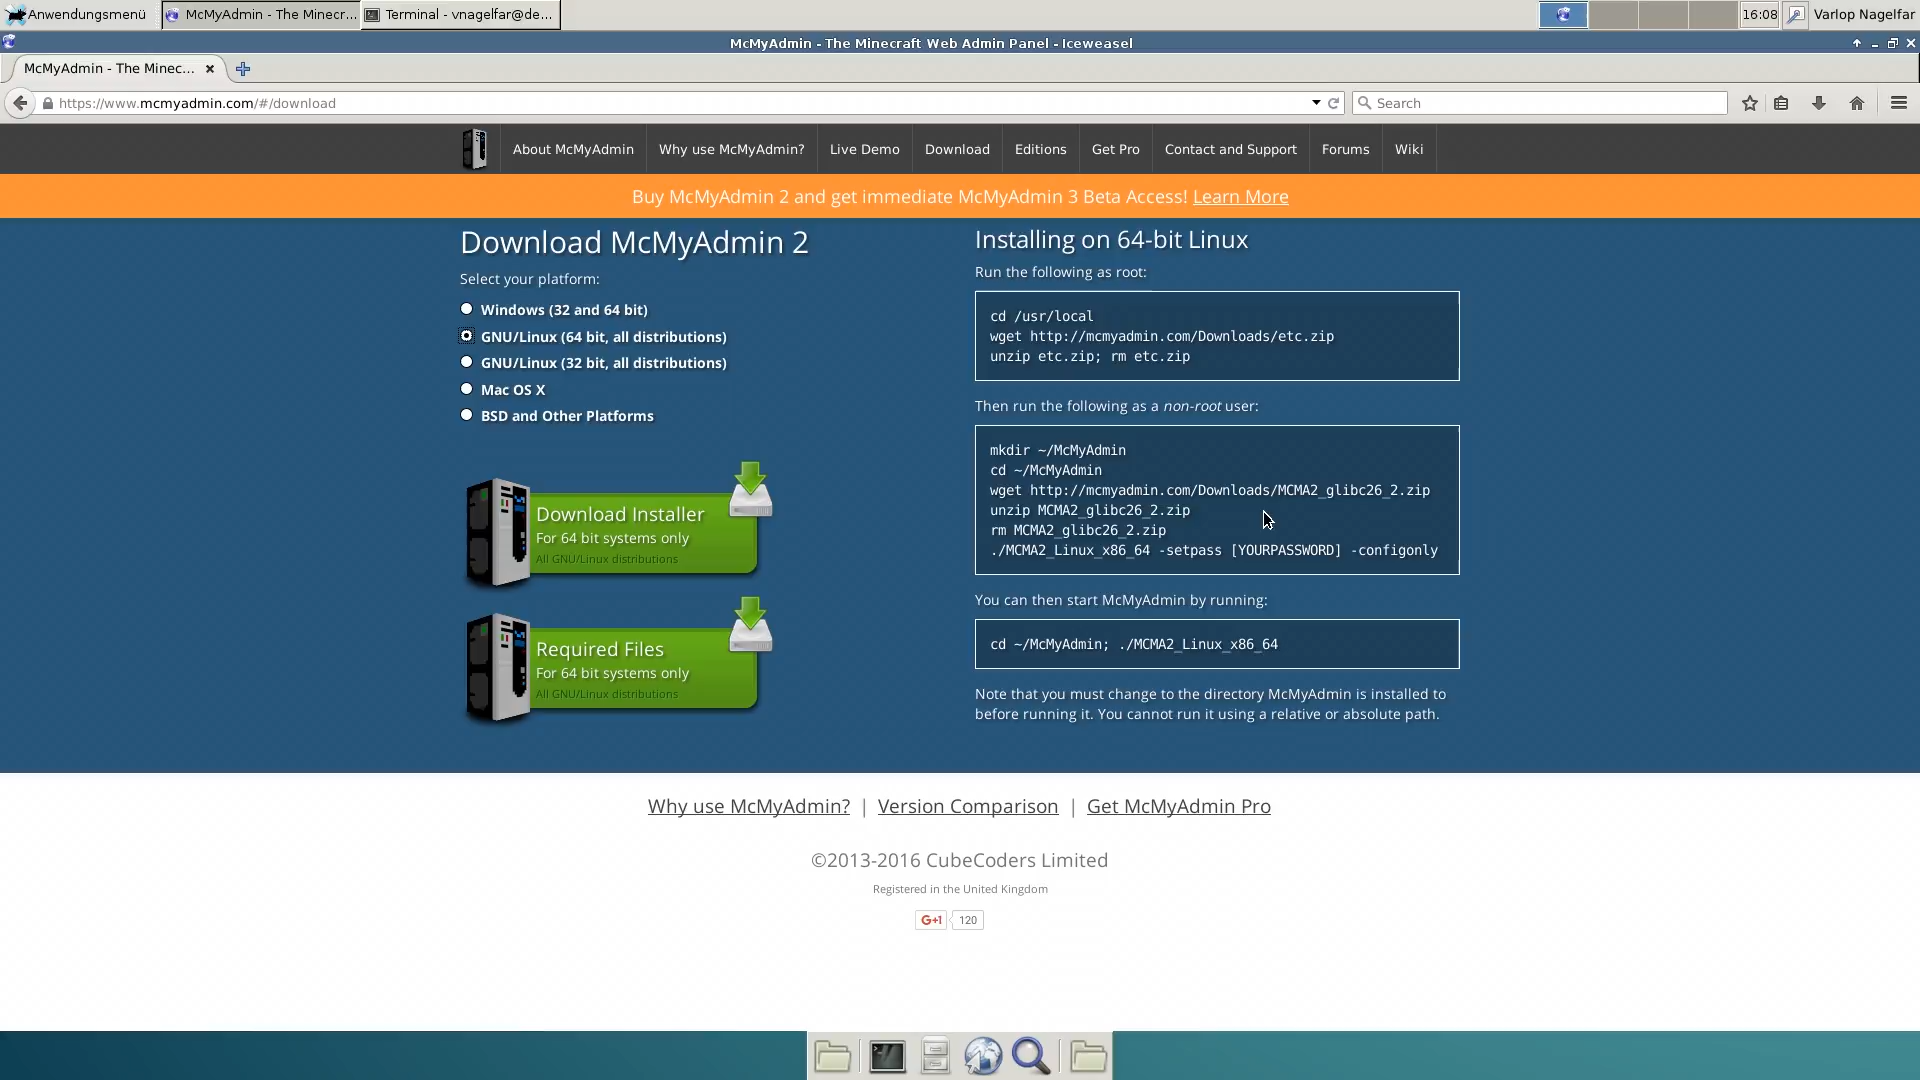 Anwendungsmenü
McMyAdmin - The Minecr...
Terminal - vnagelfar@de...
16:08
Varlop Nagelfar
McMyAdmin - The Minecraft Web Admin Panel - Iceweasel
McMyAdmin - The Minec...
https://www.mcmyadmin.com/#/download
Search
About McMyAdmin
Why use McMyAdmin?
Live Demo
Download
Editions
Get Pro
Contact and Support
Forums
Wiki
Buy McMyAdmin 2 and get immediate McMyAdmin 3 Beta Access! Learn More
Download McMyAdmin 2
Select your platform:
Windows (32 and 64 bit)
GNU/Linux (64 bit, all distributions)
GNU/Linux (32 bit, all distributions)
Mac OS X
BSD and Other Platforms
Download Installer
For 64 bit systems only
All GNU/Linux distributions
Required Files
For 64 bit systems only
All GNU/Linux distributions
Installing on 64-bit Linux
Run the following as root:
cd /usr/local
wget http://mcmyadmin.com/Downloads/etc.zip
unzip etc.zip; rm etc.zip
Then run the following as a non-root user:
mkdir ~/McMyAdmin
cd ~/McMyAdmin
wget http://mcmyadmin.com/Downloads/MCMA2_glibc26_2.zip
unzip MCMA2_glibc26_2.zip
rm MCMA2_glibc26_2.zip
./MCMA2_Linux_x86_64 -setpass [YOURPASSWORD] -configonly
You can then start McMyAdmin by running:
cd ~/McMyAdmin; ./MCMA2_Linux_x86_64
Note that you must change to the directory McMyAdmin is installed to
before running it. You cannot run it using a relative or absolute path.
Why use McMyAdmin? | Version Comparison | Get McMyAdmin Pro
©2013-2016 CubeCoders Limited
Registered in the United Kingdom
G+1 120